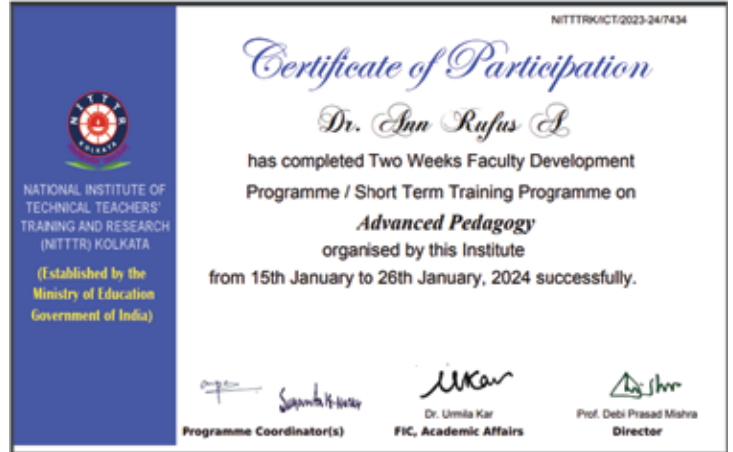 NITTTRK/ICT/2023-24/7434
Certificate of Participation
Dr. Ann Rufus A
has completed Two Weeks Faculty Development
Programme / Short Term Training Programme on
Advanced Pedagogy
organised by this Institute
from 15th January to 26th January, 2024 successfully.
NITTTR
KOLKATA
NATIONAL INSTITUTE OF
TECHNICAL TEACHERS'
TRAINING AND RESEARCH
(NITTTR) KOLKATA
(Established by the
Ministry of Education
Government of India)
Programme Coordinator(s)
Dr. Urmila Kar
FIC, Academic Affairs
Prof. Debi Prasad Mishra
Director